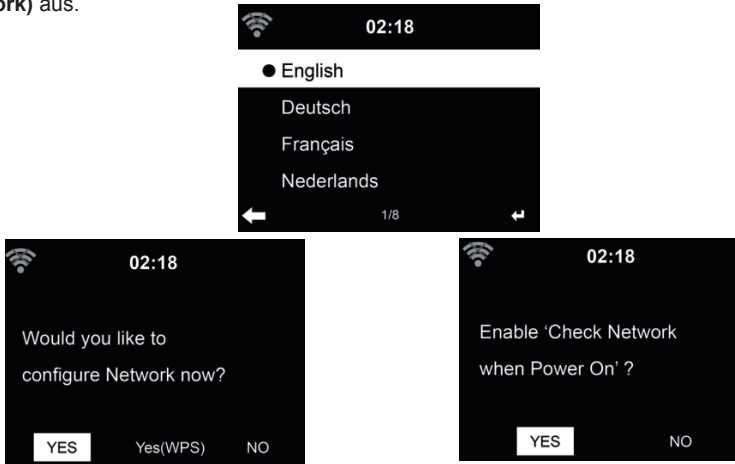 ork) aus.
02:18
English
Deutsch
Français
Nederlands
1/8
02:18
Would you like to
configure Network now?
YES Yes(WPS) NO
02:18
Enable ‘Check Network
when Power On’ ?
YES NO